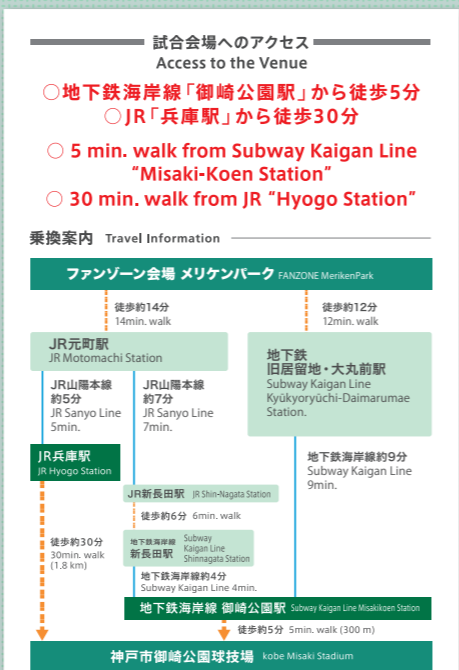 試合会場へのアクセス
Access to the Venue
○地下鉄海岸線「御崎公園駅」から徒歩5分
○JR「兵庫駅」から徒歩30分
○ 5 min. walk from Subway Kaigan Line
“Misaki-Koen Station”
○ 30 min. walk from JR “Hyogo Station”
乗換案内 Travel Information
ファンゾーン会場 メリケンパーク FANZONE MerikenPark
徒歩約14分
14min. walk
徒歩約12分
12min. walk
JR元町駅
JR Motomachi Station
地下鉄
旧居留地・大丸前駅
Subway Kaigan Line
Kyūkyoryūchi-Daimarumae
Station.
JR山陽本線
約5分
JR Sanyo Line
5min.
JR山陽本線
約7分
JR Sanyo Line
7min.
JR兵庫駅
JR Hyogo Station
地下鉄海岸線約9分
Subway Kaigan Line
9min.
JR新長田駅 JR Shin-Nagata Station
徒歩約6分 6min. walk
徒歩約30分
30min. walk
(1.8 km)
地下鉄海岸線
新長田駅
Subway
Kaigan Line
Shinnagata Station
地下鉄海岸線約4分
Subway Kaigan Line 4min.
地下鉄海岸線 御崎公園駅 Subway Kaigan Line Misakikoen Station
徒歩約5分 5min. walk (300 m)
神戸市御崎公園球技場 kobe Misaki Stadium